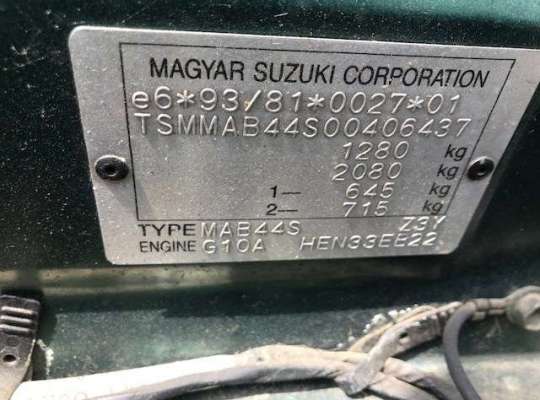 MAGYAR SUZUKI CORPORATION
e6*93/81*0027*01
TSMMAB44S00406437
1280 kg
2080 kg
1— 645 kg
2— 715 kg
TYPE MAB44S Z3Y
ENGINE G10A HEN33EE22